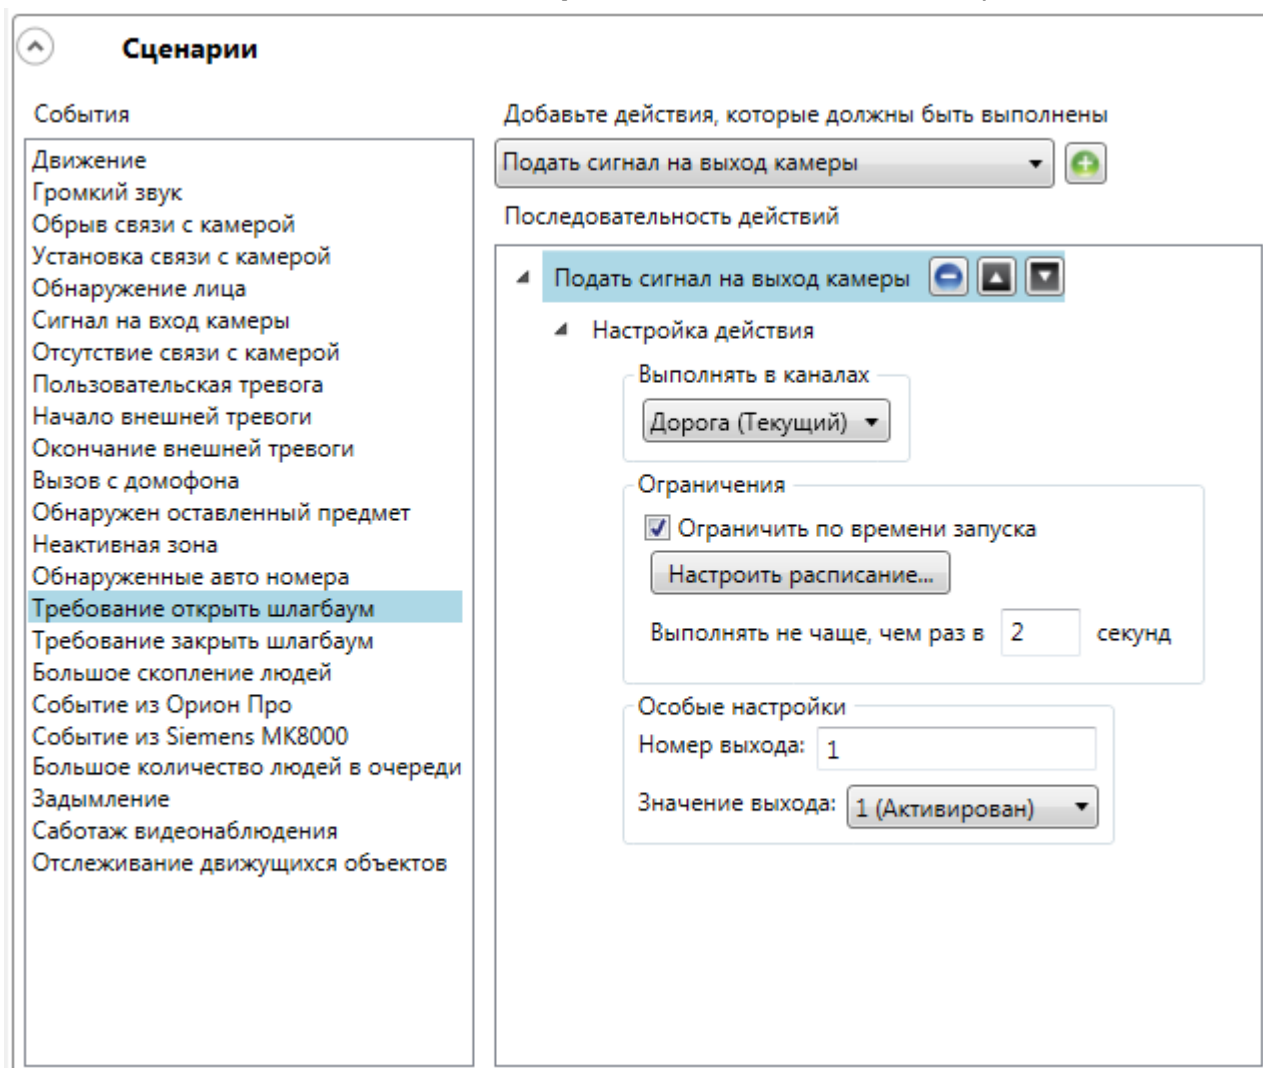 Сценарии
События
Движение
Громкий звук
Обрыв связи с камерой
Установка связи с камерой
Обнаружение лица
Сигнал на вход камеры
Отсутствие связи с камерой
Пользовательская тревога
Начало внешней тревоги
Окончание внешней тревоги
Вызов с домофона
Обнаружен оставленный предмет
Неактивная зона
Обнаруженные авто номера
Требование открыть шлагбаум
Требование закрыть шлагбаум
Большое скопление людей
Событие из Орион Про
Событие из Siemens MK8000
Большое количество людей в очереди
Задымление
Саботаж видеонаблюдения
Отслеживание движущихся объектов
Добавьте действия, которые должны быть выполнены
Подать сигнал на выход камеры
Последовательность действий
Подать сигнал на выход камеры
Настройка действия
Выполнять в каналах
Дорога (Текущий)
Ограничения
Ограничить по времени запуска
Настроить расписание...
Выполнять не чаще, чем раз в 2 секунд
Особые настройки
Номер выхода: 1
Значение выхода: 1 (Активирован)